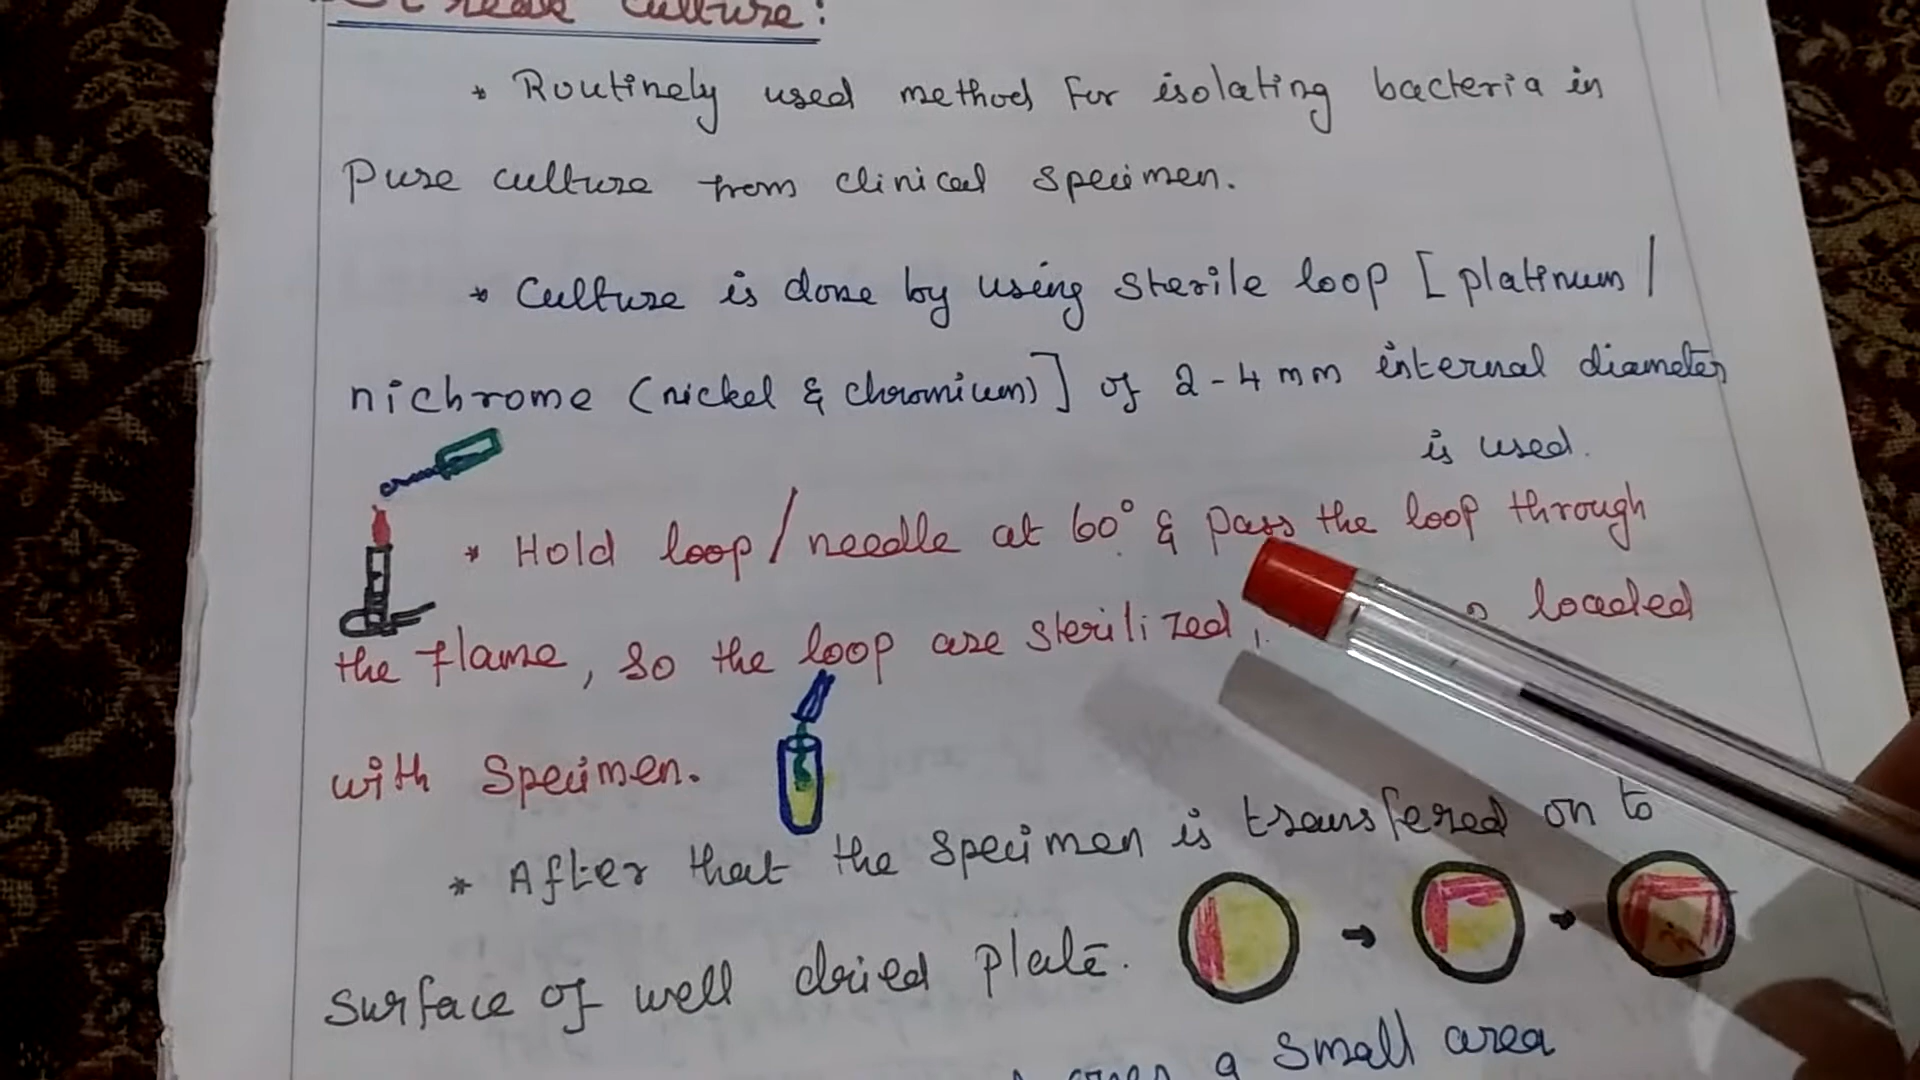 Streak Culture:
* Routinely used method for isolating bacteria in
pure culture from clinical specimen.
* Culture is done by using sterile loop [platinum /
nichrome (nickel & chromium)] of 2-4 mm internal diameter
is used.
* Hold loop/needle at 60° & pass the loop through
the flame, so the loop are sterilized, loaded
with specimen.
* After that the specimen is transfered on to
surface of well dried plate.
a small area